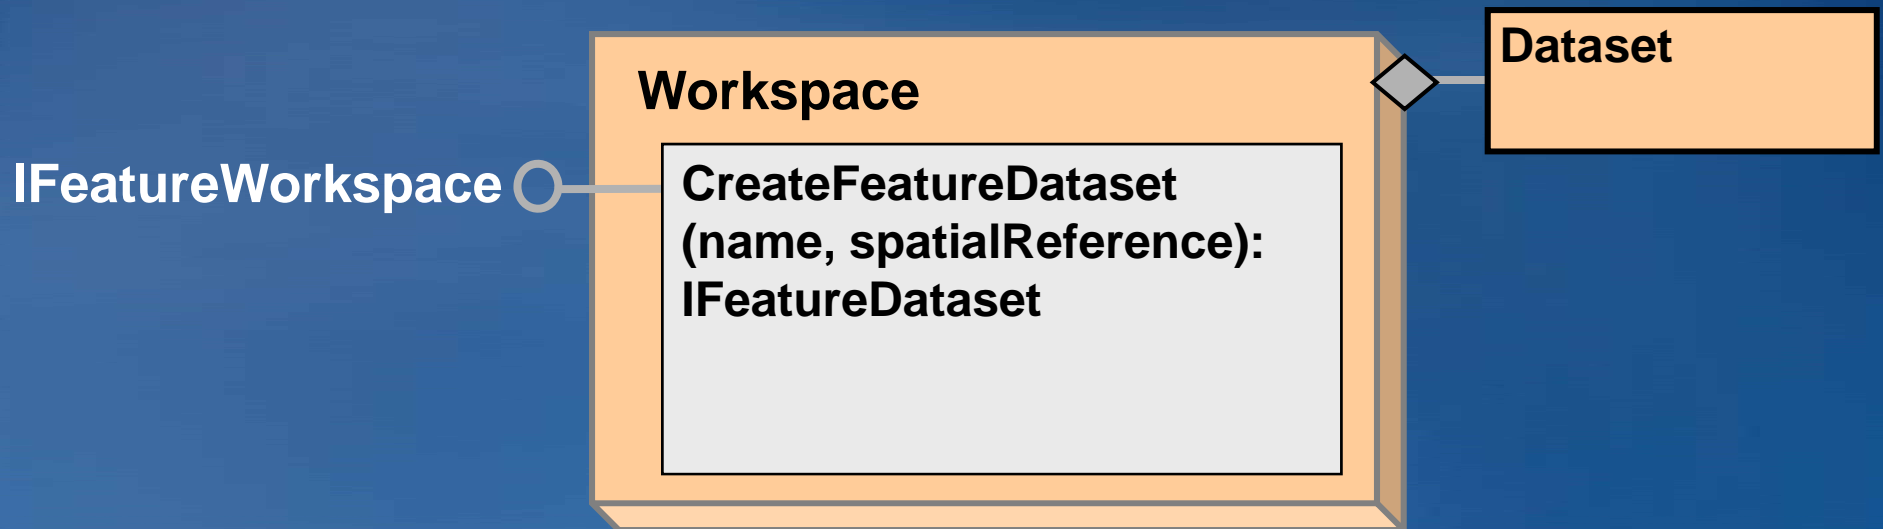 Dataset
Workspace
IFeatureWorkspace
CreateFeatureDataset
(name, spatialReference):
IFeatureDataset